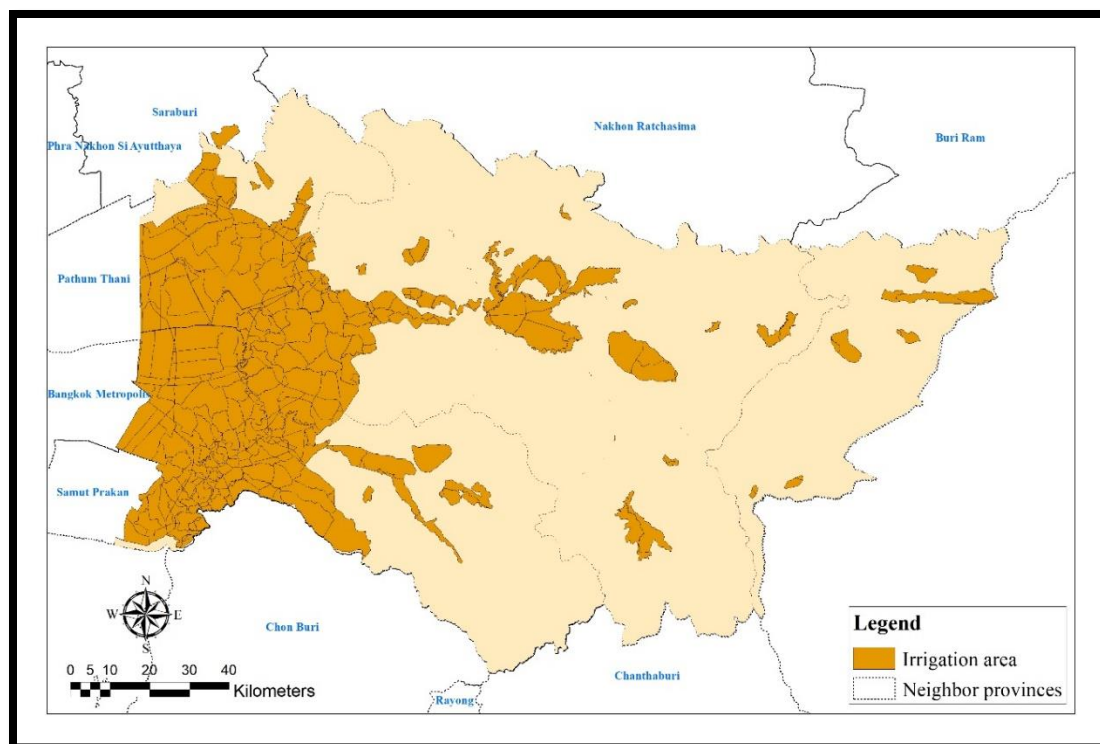 Saraburi
Nakhon Ratchasima
Buri Ram
Phra Nakhon Si Ayutthaya
Pathum Thani
Bangkok Metropolis
Samut Prakan
N
W E
S
Chon Buri
Chanthaburi
Rayong
0 5 10 20 30 40
Kilometers
Legend
Irrigation area
Neighbor provinces